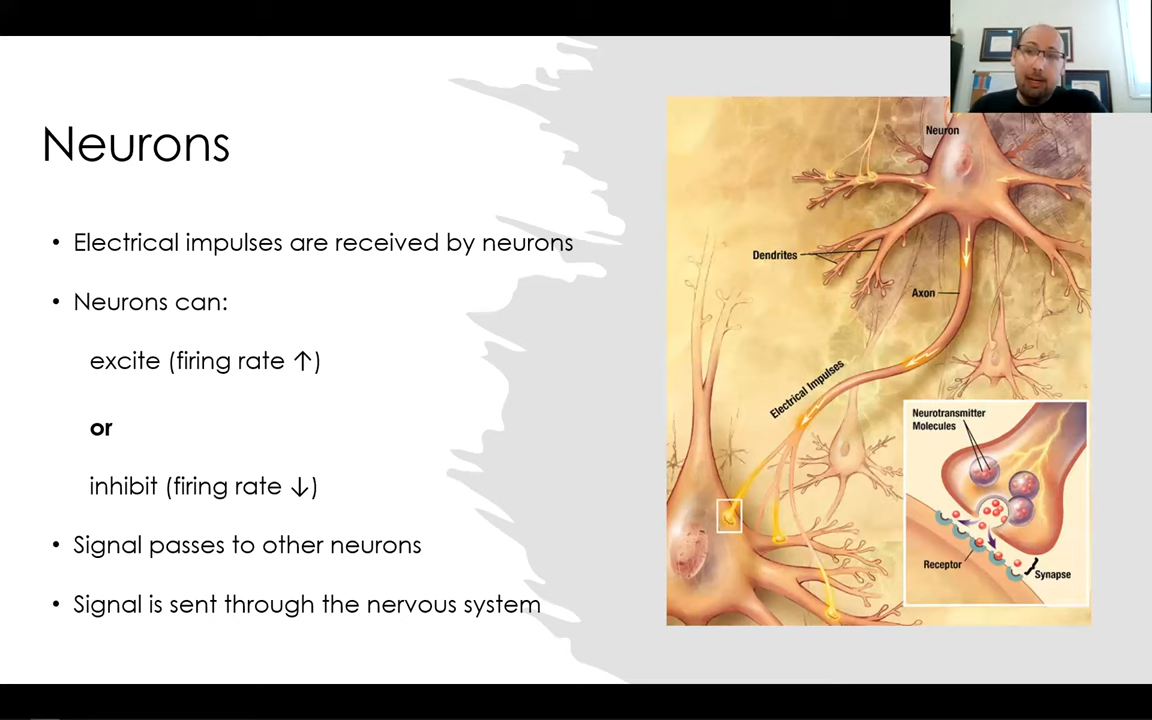 Neurons
• Electrical impulses are received by neurons
• Neurons can:
excite (firing rate ↑)
or
inhibit (firing rate ↓)
• Signal passes to other neurons
• Signal is sent through the nervous system
Neuron
Dendrites
Axon
Electrical Impulses
Neurotransmitter
Molecules
Receptor
Synapse